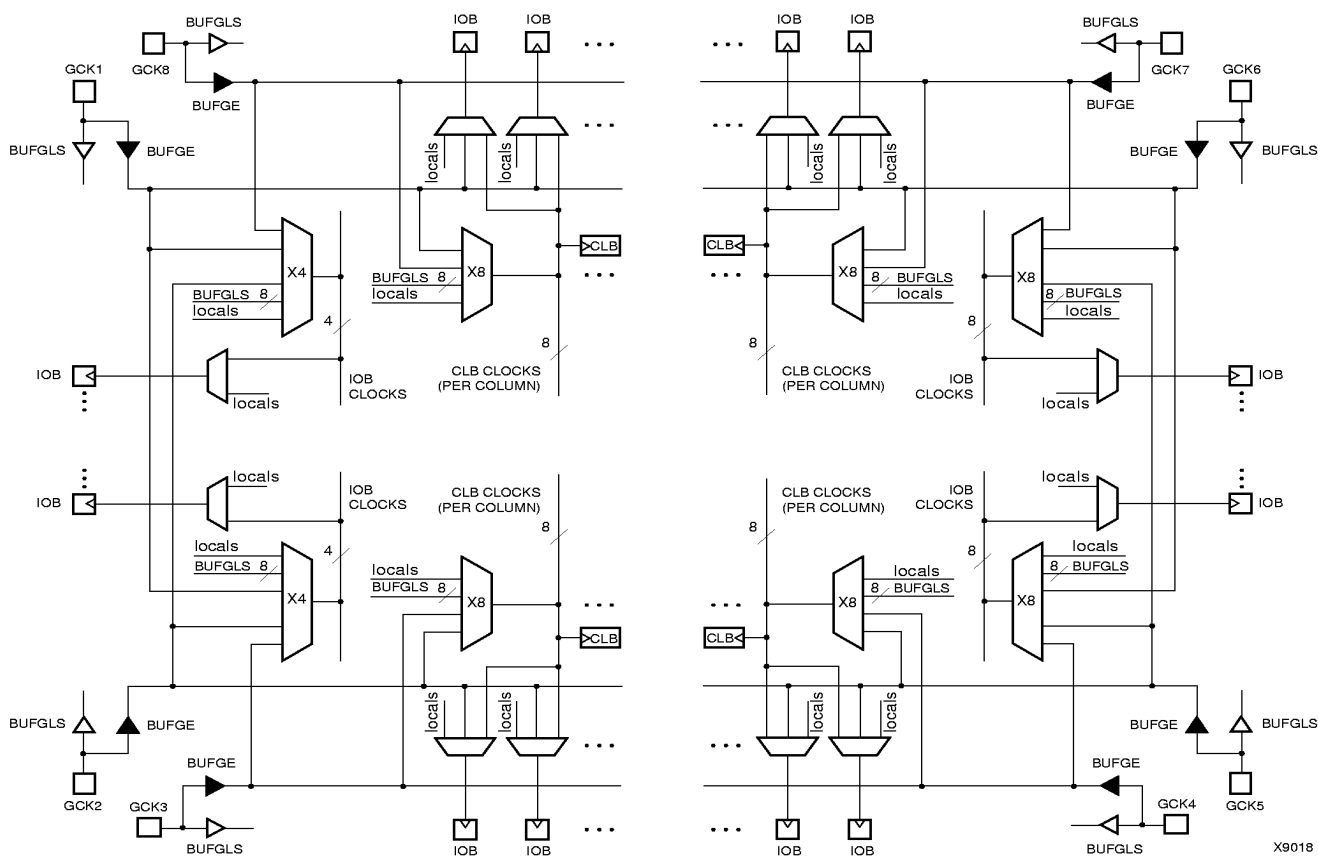 BUFGLS IOB IOB IOB IOB BUFGLS
GCK8 GCK7
GCK1 GCK6
BUFGE BUFGE
BUFGLS BUFGE BUFGE BUFGLS
locals locals locals locals
CLB CLB
X4 X8 X8 X8
BUFGLS 8 8 BUFGLS
BUFGLS 8 8 BUFGLS
locals locals
locals locals
4 8
8 8
IOB IOB CLOCKS CLB CLOCKS (PER COLUMN) CLB CLOCKS (PER COLUMN) IOB CLOCKS IOB
locals locals
locals locals
IOB IOB CLOCKS CLB CLOCKS (PER COLUMN) CLB CLOCKS (PER COLUMN) IOB CLOCKS IOB
8 8
4 8
locals locals
BUFGLS 8 8 BUFGLS
locals locals
BUFGLS 8 8 BUFGLS
X4 X8 X8 X8
CLB CLB
locals locals locals locals
BUFGLS BUFGE BUFGE BUFGLS
BUFGE BUFGE
GCK2 GCK5
GCK3 GCK4
BUFGLS IOB IOB IOB IOB BUFGLS
X9018